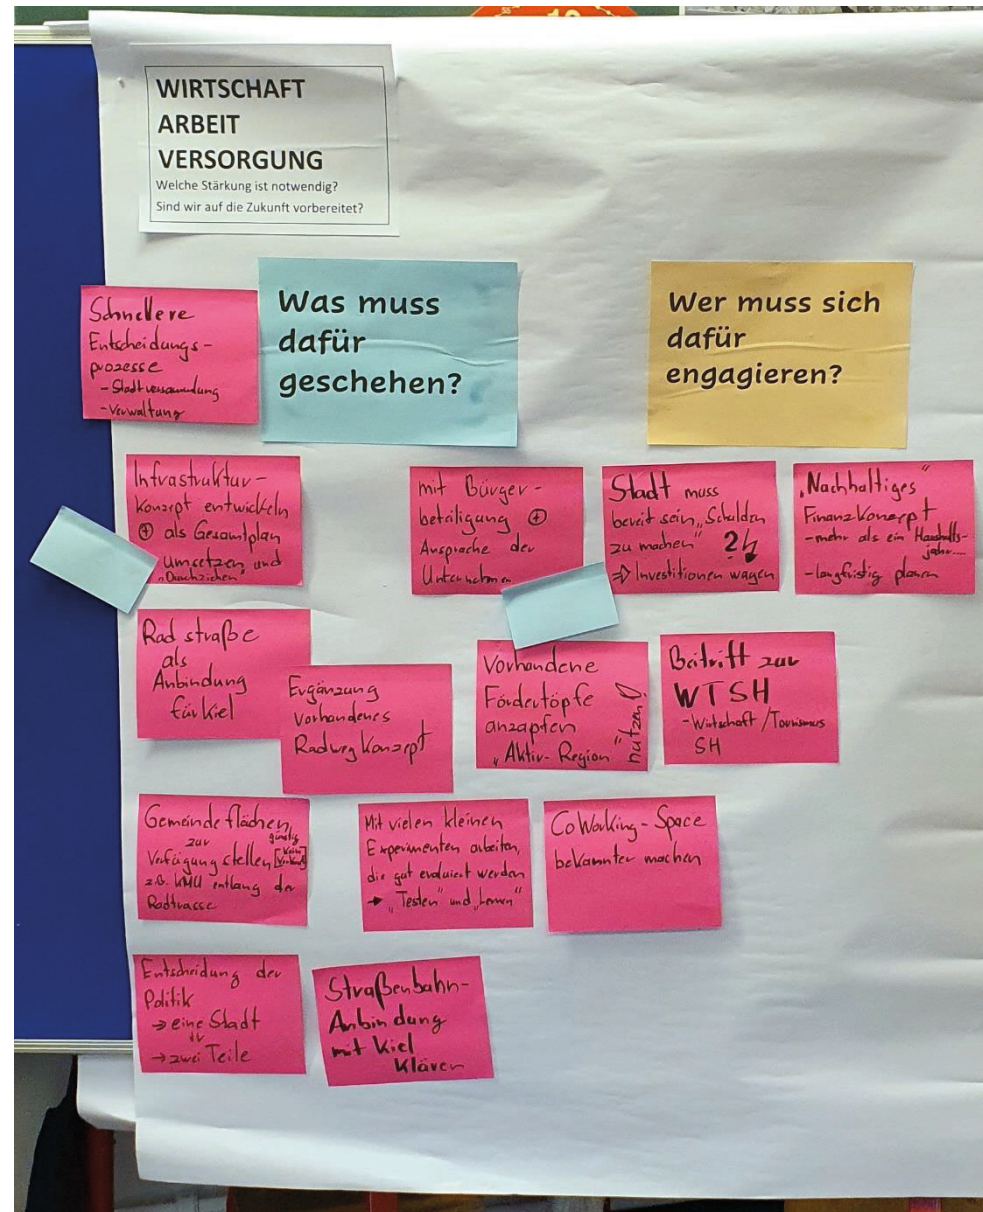 WIRTSCHAFT
ARBEIT
VERSORGUNG
Welche Stärkung ist notwendig?
Sind wir auf die Zukunft vorbereitet?
Schnellere
Entscheidungs-
prozesse
- Stadtversammlung
- Verwaltung
Was muss
dafür
geschehen?
Wer muss sich
dafür
engagieren?
Infrastruktur-
Konzept entwickeln
⊕ als Gesamtplan
Umsetzen und
"Durchziehen"
mit Bürger-
beteiligung ⊕
Ansprache der
Unternehmen
Stadt muss
bereit sein, "Schulden
zu machen"
⇒ Investitionen wagen
"Nachhaltiges"
Finanzkonzept
- mehr als ein Haushalts-
jahr....
- langfristig planen
Radstraße
als
Anbindung
für Kiel
Ergänzung
vorhandenes
Radweg Konzept
Vorhandene
Fördertöpfe
anzapfen
"Aktiv-Region"
nutzen!
Beitritt zur
WTSH
- Wirtschaft/Tourismus
SH
Gemeindeflächen
zur günstig
Verfügung stellen [kein Verkauf]
z.B. KMU entlang der
Radtrasse
Mit vielen kleinen
Experimenten arbeiten,
die gut evaluiert werden
→ "Testen" und "Lernen"
CoWorking-Space
bekannter machen
Entscheidung der
Politik
→ eine Stadt
→ zwei Teile
Straßenbahn-
Anbindung
mit Kiel
klären